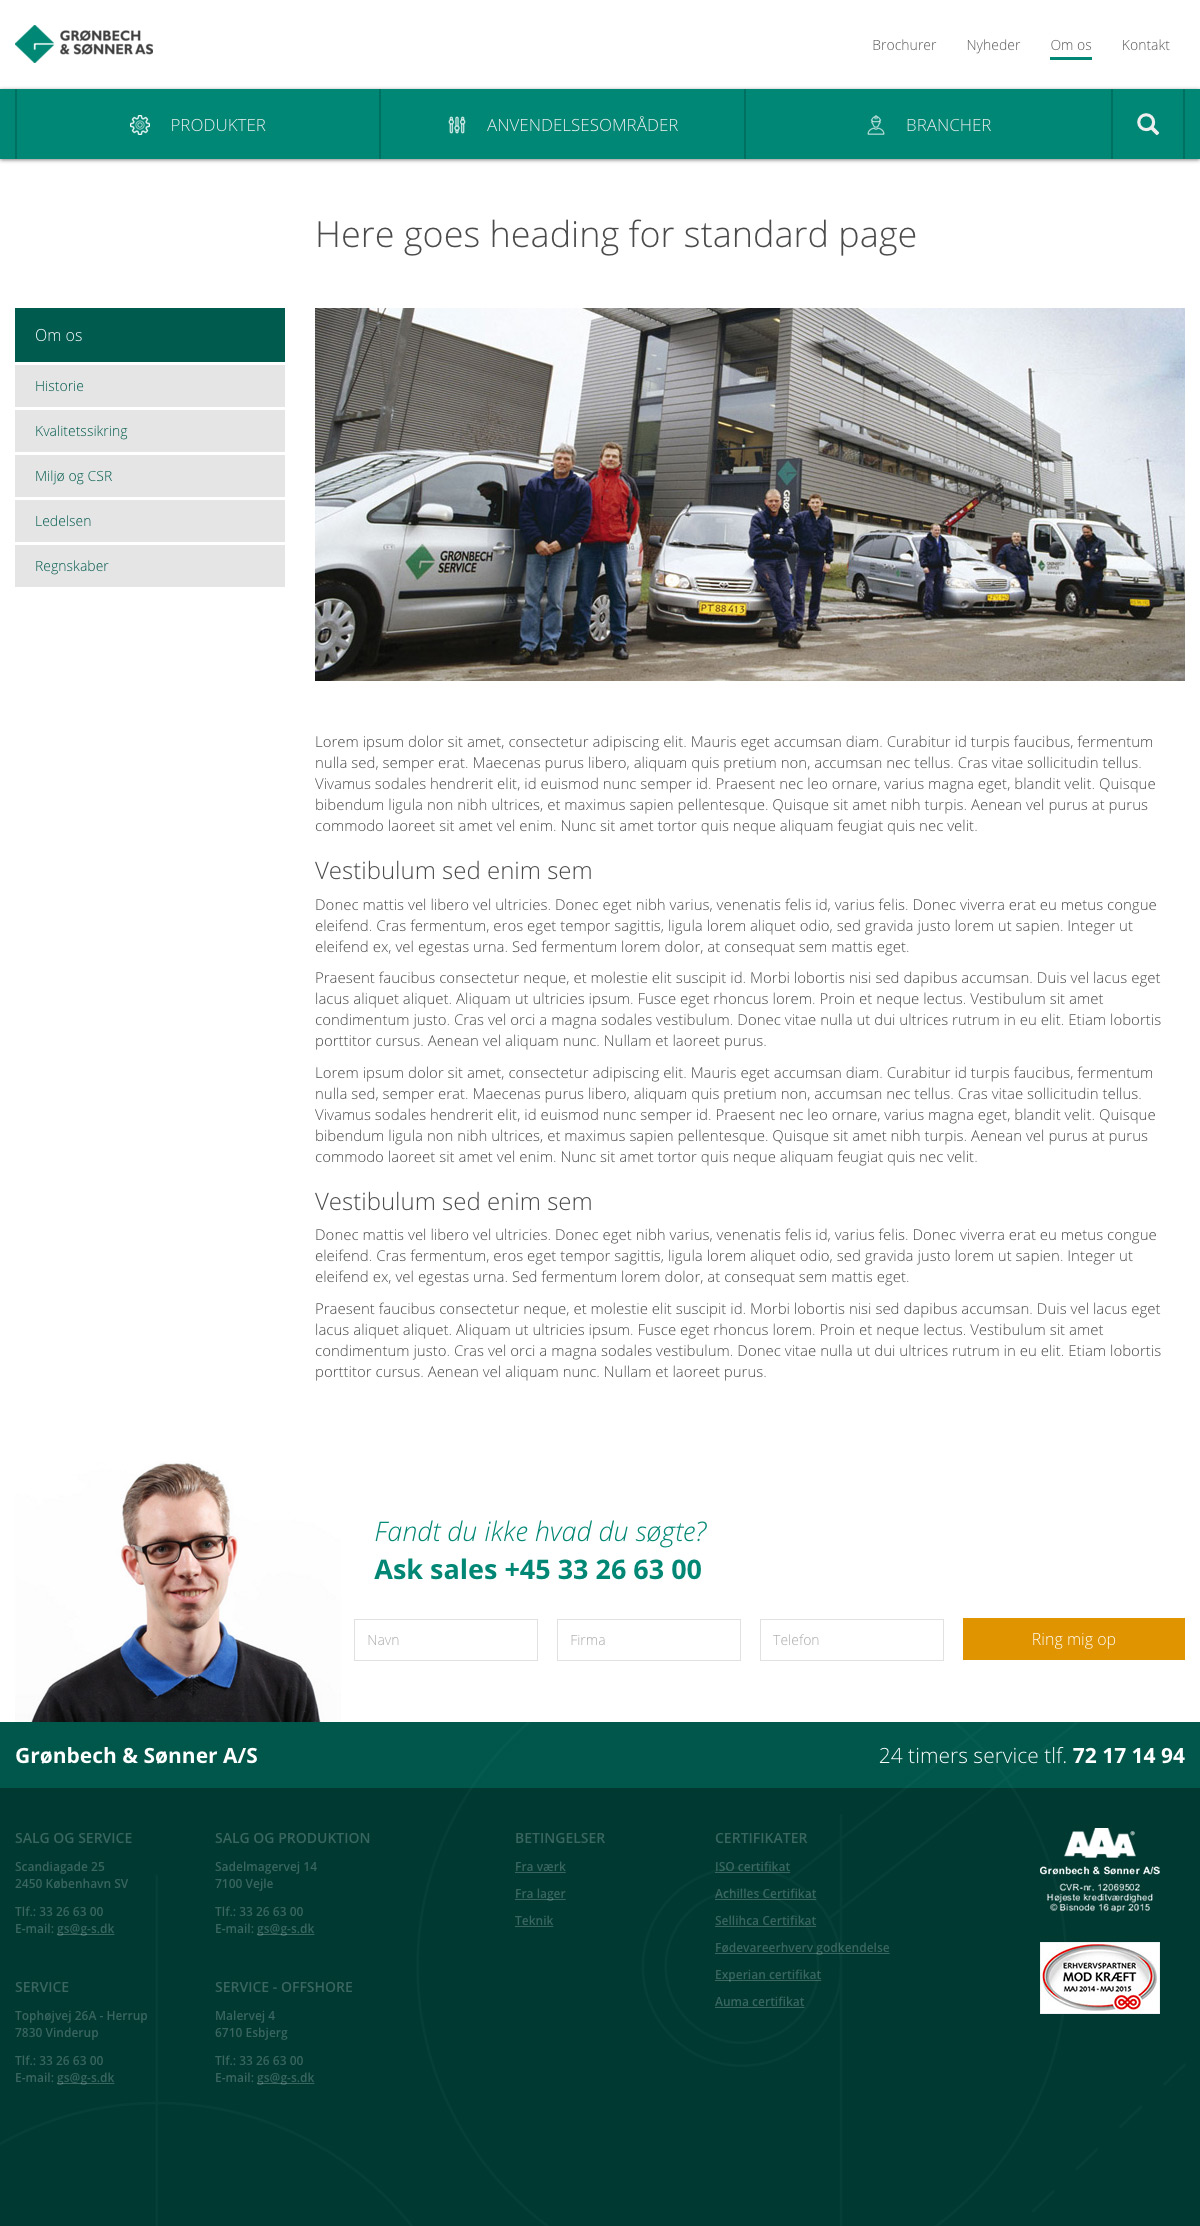 GRØNBECH
& SØNNER AS
Brochurer
Nyheder
Om os
Kontakt
PRODUKTER
ANVENDELSESOMRÅDER
BRANCHER
Here goes heading for standard page
Om os
Historie
Kvalitetssikring
Miljø og CSR
Ledelsen
Regnskaber
GRØNBECH
SERVICE
GRØ
PT 88 413
Lorem ipsum dolor sit amet, consectetur adipiscing elit. Mauris eget accumsan diam. Curabitur id turpis faucibus, fermentum
nulla sed, semper erat. Maecenas purus libero, aliquam quis pretium non, accumsan nec tellus. Cras vitae sollicitudin tellus.
Vivamus sodales hendrerit elit, id euismod nunc semper id. Praesent nec leo ornare, varius magna eget, blandit velit. Quisque
bibendum ligula non nibh ultrices, et maximus sapien pellentesque. Quisque sit amet nibh turpis. Aenean vel purus at purus
commodo laoreet sit amet vel enim. Nunc sit amet tortor quis neque aliquam feugiat quis nec velit.
Vestibulum sed enim sem
Donec mattis vel libero vel ultricies. Donec eget nibh varius, venenatis felis id, varius felis. Donec viverra erat eu metus congue
eleifend. Cras fermentum, eros eget tempor sagittis, ligula lorem aliquet odio, sed gravida justo lorem ut sapien. Integer ut
eleifend ex, vel egestas urna. Sed fermentum lorem dolor, at consequat sem mattis eget.
Praesent faucibus consectetur neque, et molestie elit suscipit id. Morbi lobortis nisi sed dapibus accumsan. Duis vel lacus eget
lacus aliquet aliquet. Aliquam ut ultricies ipsum. Fusce eget rhoncus lorem. Proin et neque lectus. Vestibulum sit amet
condimentum justo. Cras vel orci a magna sodales vestibulum. Donec vitae nulla ut dui ultrices rutrum in eu elit. Etiam lobortis
porttitor cursus. Aenean vel aliquam nunc. Nullam et laoreet purus.
Lorem ipsum dolor sit amet, consectetur adipiscing elit. Mauris eget accumsan diam. Curabitur id turpis faucibus, fermentum
nulla sed, semper erat. Maecenas purus libero, aliquam quis pretium non, accumsan nec tellus. Cras vitae sollicitudin tellus.
Vivamus sodales hendrerit elit, id euismod nunc semper id. Praesent nec leo ornare, varius magna eget, blandit velit. Quisque
bibendum ligula non nibh ultrices, et maximus sapien pellentesque. Quisque sit amet nibh turpis. Aenean vel purus at purus
commodo laoreet sit amet vel enim. Nunc sit amet tortor quis neque aliquam feugiat quis nec velit.
Vestibulum sed enim sem
Donec mattis vel libero vel ultricies. Donec eget nibh varius, venenatis felis id, varius felis. Donec viverra erat eu metus congue
eleifend. Cras fermentum, eros eget tempor sagittis, ligula lorem aliquet odio, sed gravida justo lorem ut sapien. Integer ut
eleifend ex, vel egestas urna. Sed fermentum lorem dolor, at consequat sem mattis eget.
Praesent faucibus consectetur neque, et molestie elit suscipit id. Morbi lobortis nisi sed dapibus accumsan. Duis vel lacus eget
lacus aliquet aliquet. Aliquam ut ultricies ipsum. Fusce eget rhoncus lorem. Proin et neque lectus. Vestibulum sit amet
condimentum justo. Cras vel orci a magna sodales vestibulum. Donec vitae nulla ut dui ultrices rutrum in eu elit. Etiam lobortis
porttitor cursus. Aenean vel aliquam nunc. Nullam et laoreet purus.
Fandt du ikke hvad du søgte?
Ask sales +45 33 26 63 00
Navn
Firma
Telefon
Ring mig op
Grønbech & Sønner A/S
24 timers service tlf. 72 17 14 94
SALG OG SERVICE
Scandiagade 25
2450 København SV
Tlf.: 33 26 63 00
E-mail: gs@g-s.dk
SALG OG PRODUKTION
Sadelmagervej 14
7100 Vejle
Tlf.: 33 26 63 00
E-mail: gs@g-s.dk
SERVICE
Tophøjvej 26A - Herrup
7830 Vinderup
Tlf.: 33 26 63 00
E-mail: gs@g-s.dk
SERVICE - OFFSHORE
Malervej 4
6710 Esbjerg
Tlf.: 33 26 63 00
E-mail: gs@g-s.dk
BETINGELSER
Fra værk
Fra lager
Teknik
CERTIFIKATER
ISO certifikat
Achilles Certifikat
Sellihca Certifikat
Fødevareerhverv godkendelse
Experian certifikat
Auma certifikat
AAA
Grønbech & Sønner A/S
CVR-nr. 12069502
Højeste kreditværdighed
© Bisnode 16 apr 2015
ERHVERVSPARTNER
MOD KRÆFT
MAJ 2014 - MAJ 2015